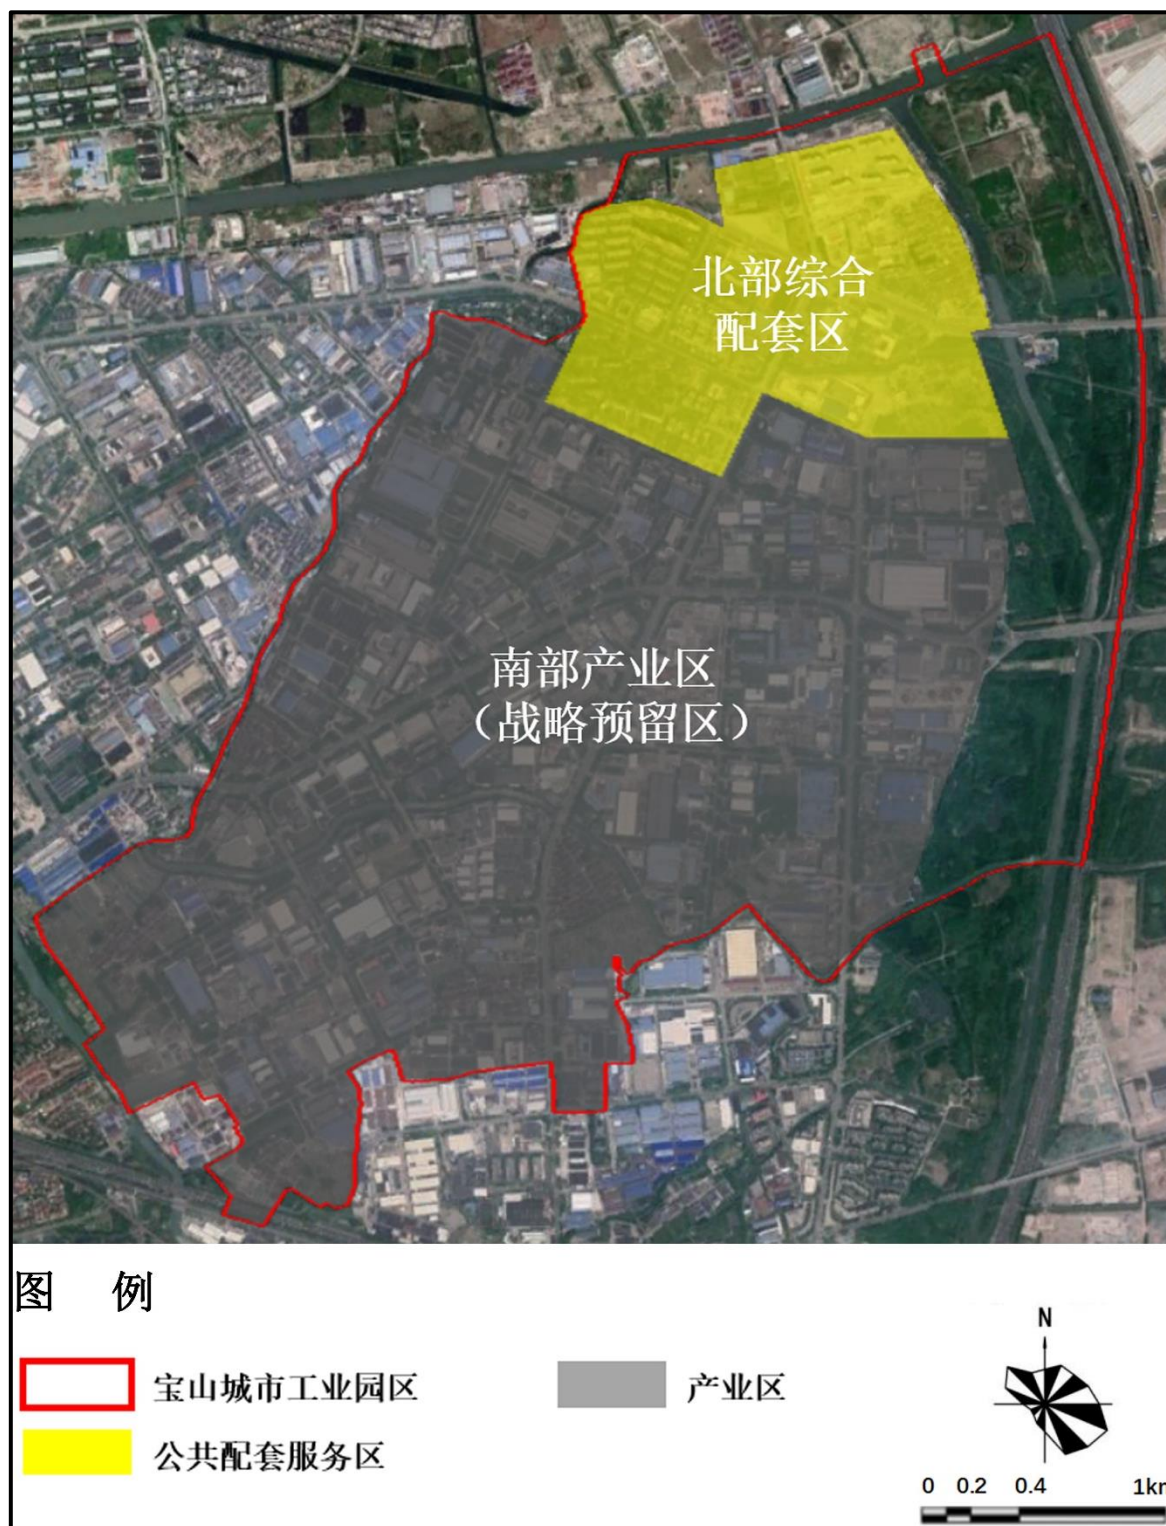 北部综合
配套区
南部产业区
（战略预留区）
图 例
宝山城市工业园区
产业区
公共配套服务区
N
0 0.2 0.4 1km